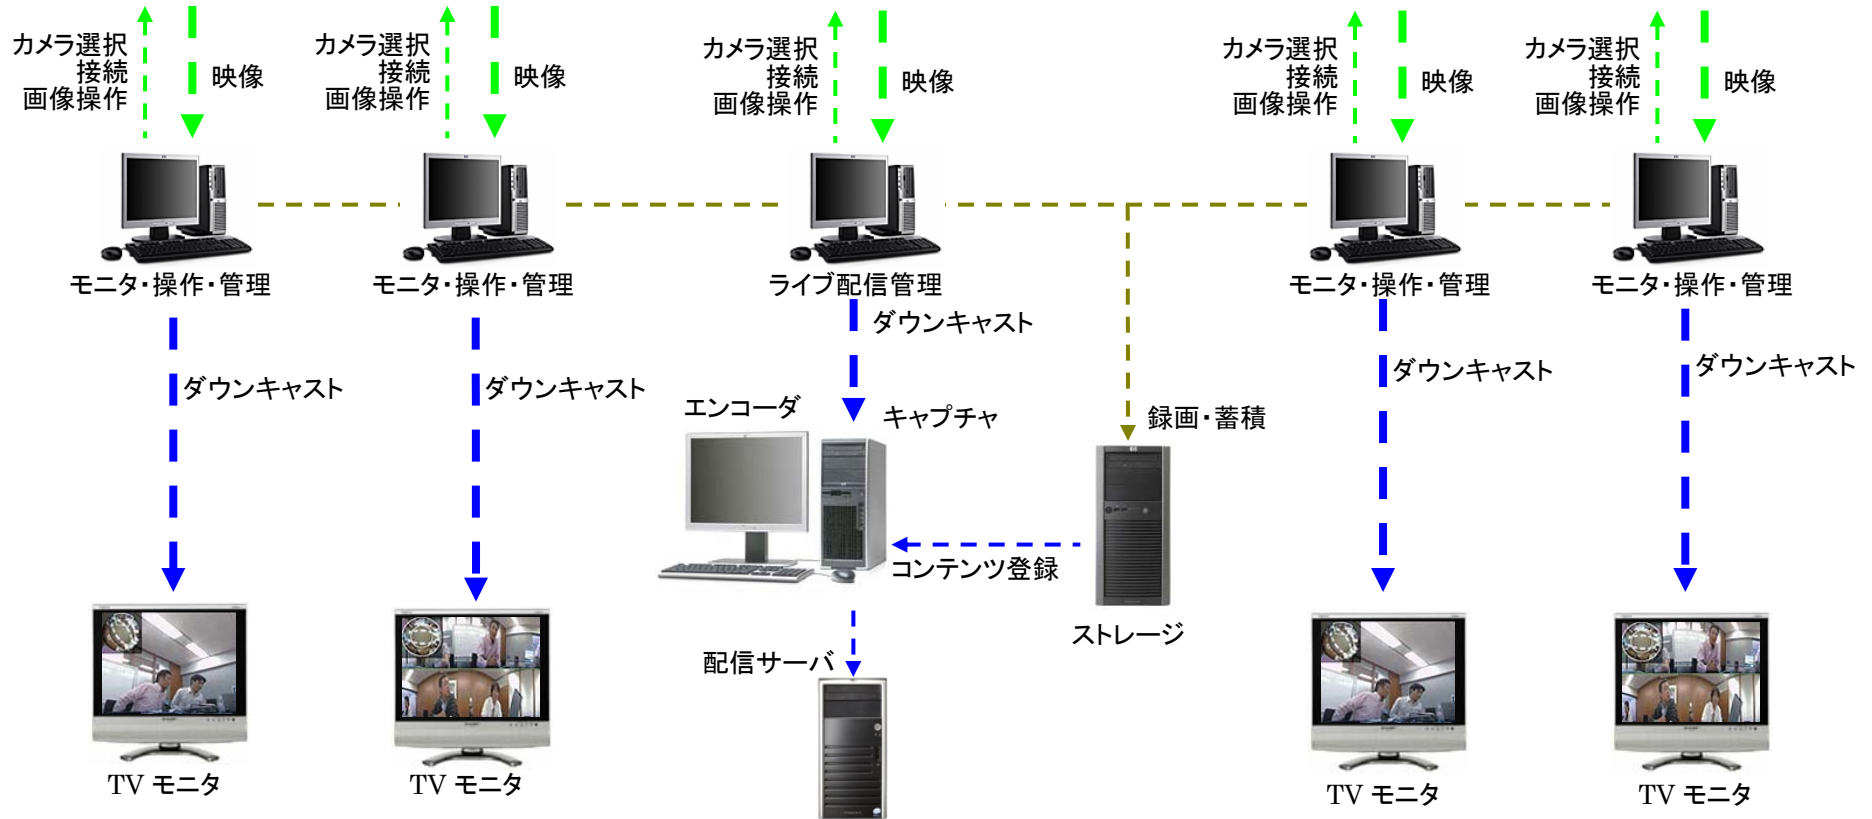 カメラ選択
接続
画像操作
映像
カメラ選択
接続
画像操作
映像
カメラ選択
接続
画像操作
映像
カメラ選択
接続
画像操作
映像
カメラ選択
接続
画像操作
映像
モニタ・操作・管理
モニタ・操作・管理
ライブ配信管理
モニタ・操作・管理
モニタ・操作・管理
ダウンキャスト
ダウンキャスト
ダウンキャスト
ダウンキャスト
ダウンキャスト
エンコーダ
キャプチャ
録画・蓄積
コンテンツ登録
ストレージ
配信サーバ
TV モニタ
TV モニタ
TV モニタ
TV モニタ